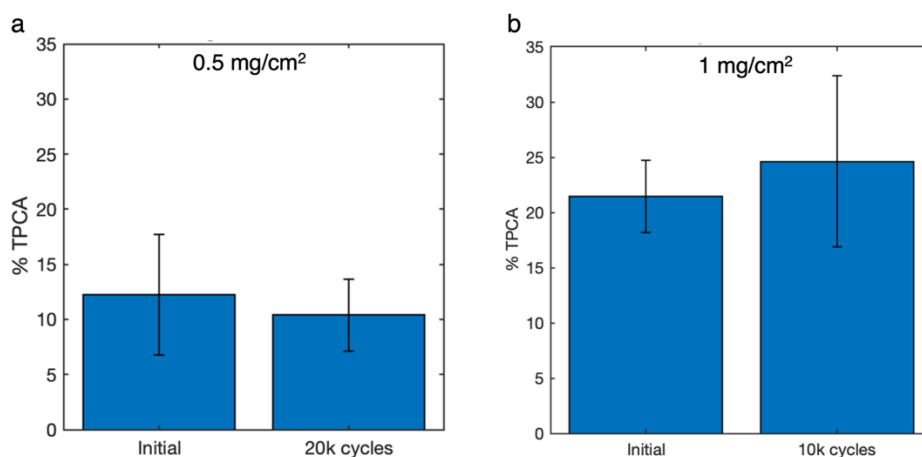 a
0.5 mg/cm²
% TPCA
35
30
25
20
15
10
5
0
Initial
20k cycles
b
1 mg/cm²
% TPCA
35
30
25
20
15
10
5
0
Initial
10k cycles